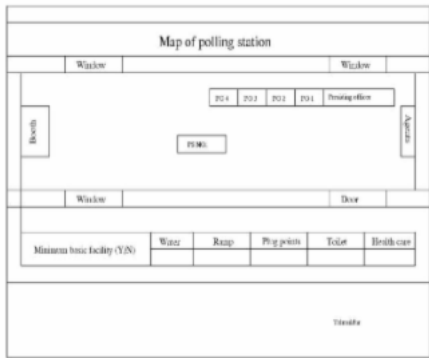 Map of polling station
Window Window
PO 4 PO 3 PO 2 PO 1 Presiding officer
Booth
Agents
Window Door
Minimum basic facility (Y/N) Water Ramp Plug points Toilet Health care